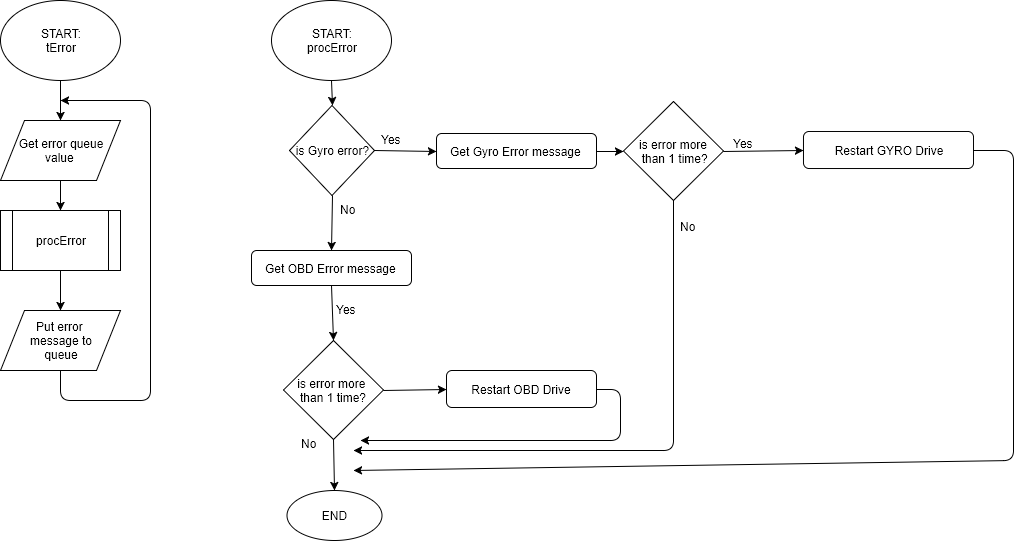 START:
tError
Get error queue
value
procError
Put error
message to
queue
START:
procError
is Gyro error?
Yes
Get Gyro Error message
is error more
than 1 time?
Yes
Restart GYRO Drive
No
No
Get OBD Error message
Yes
is error more
than 1 time?
Restart OBD Drive
No
END